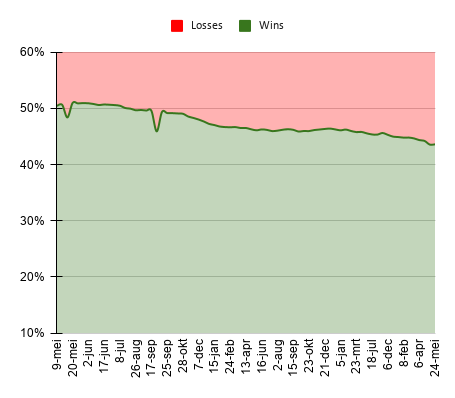 Losses Wins
60%
50%
40%
30%
20%
10%
9-mei
20-mei
2-jun
17-jun
8-jul
26-aug
17-sep
25-sep
28-okt
7-dec
15-jan
24-feb
13-apr
16-jun
2-aug
15-sep
23-okt
21-dec
5-jan
23-mrt
18-jul
6-dec
8-feb
6-apr
24-mei